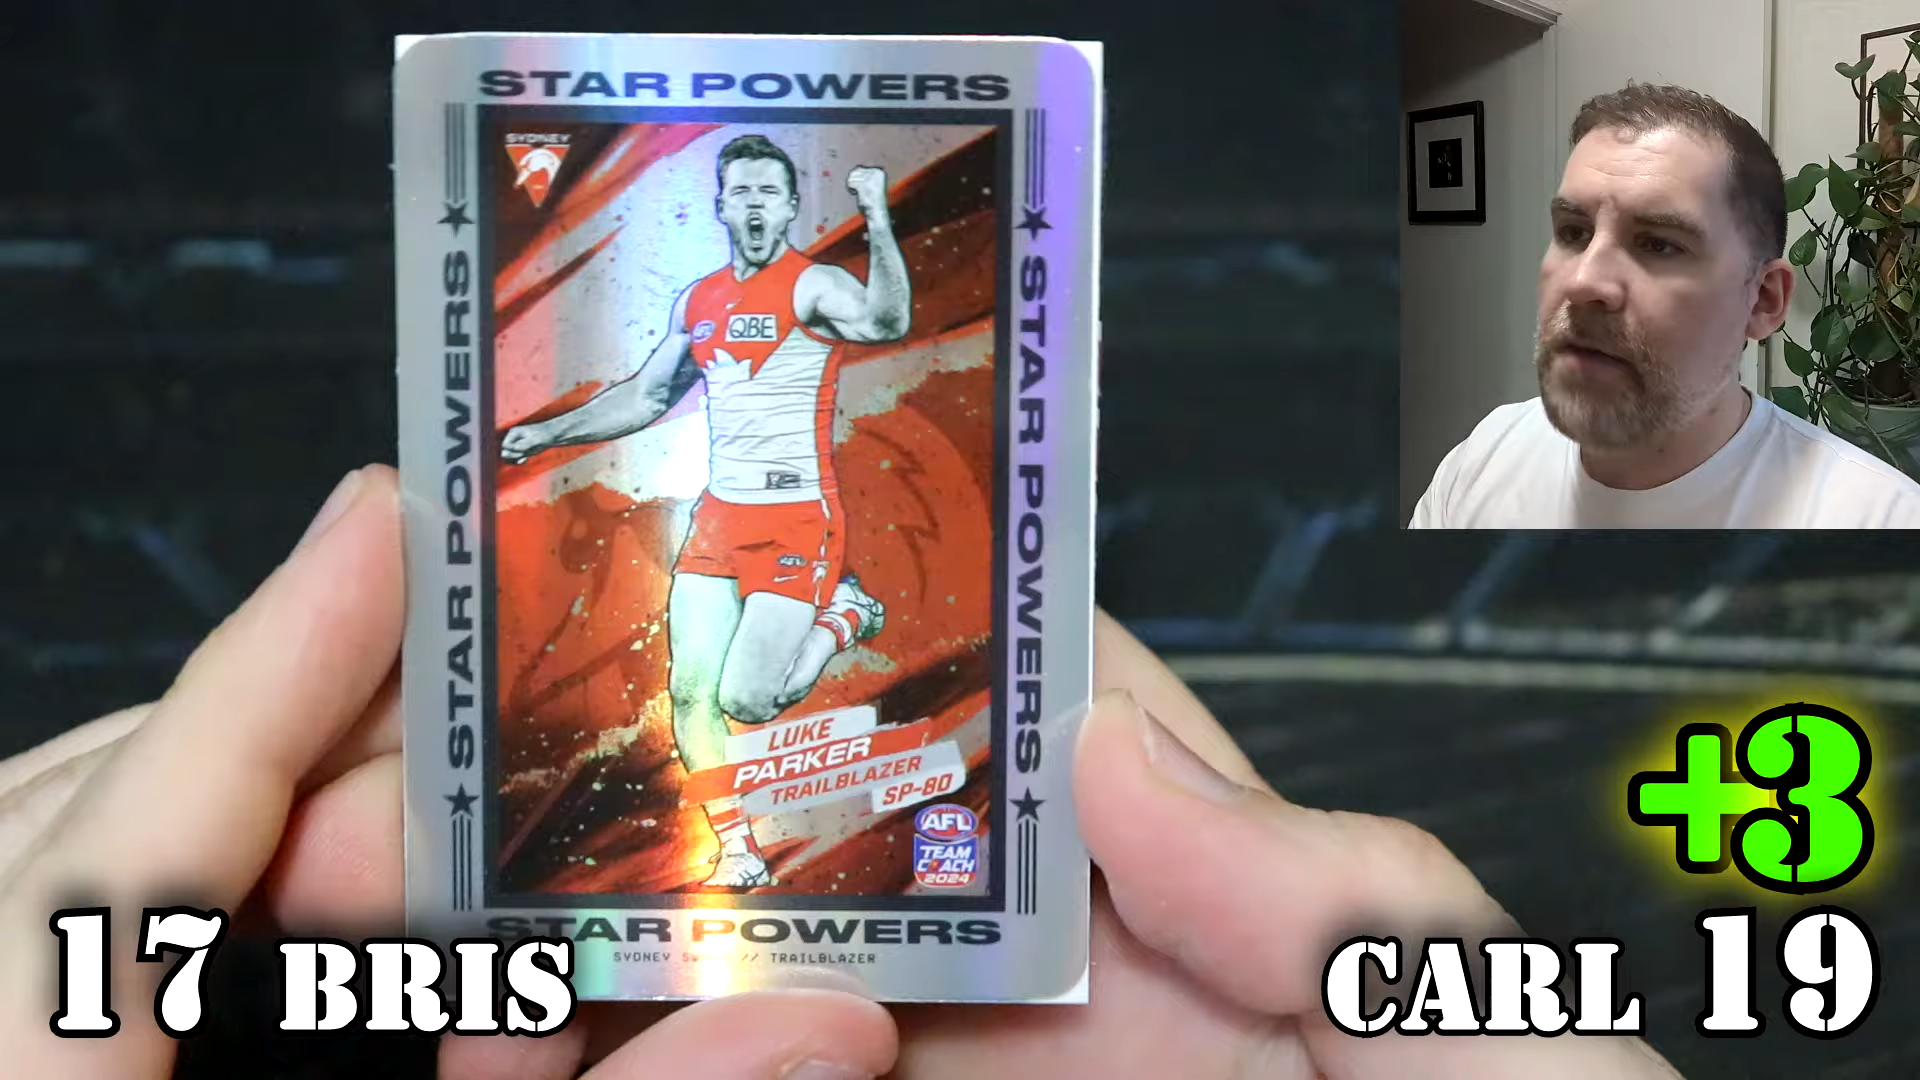 STAR POWERS
SYDNEY
STAR POWERS
STAR POWERS
QBE
AFL
LUKE
PARKER
TRAILBLAZER
SP-80
AFL
TEAM
COACH
2024
STAR POWERS
SYDNEY // TRAILBLAZER
+3
17 BRIS
CARL 19